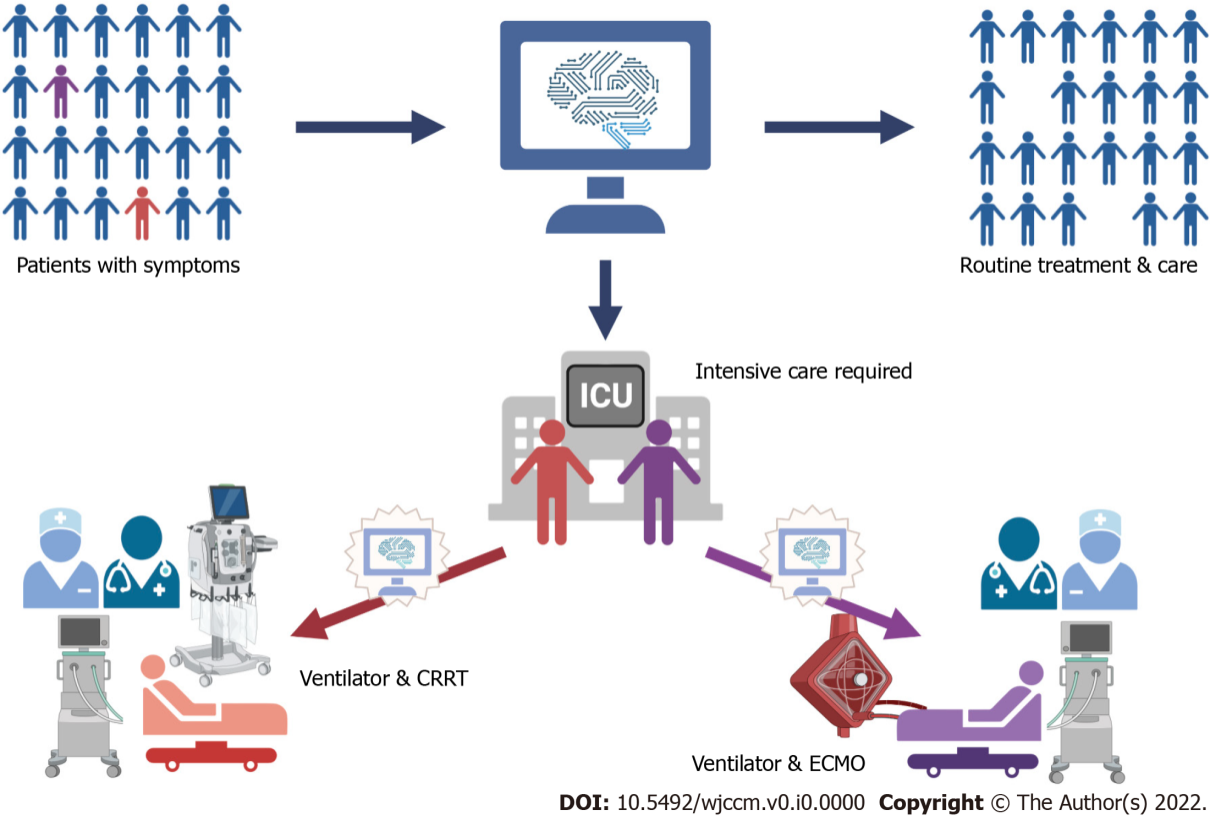 Patients with symptoms
Routine treatment & care
Intensive care required
ICU
Ventilator & CRRT
Ventilator & ECMO
DOI: 10.5492/wjccm.v0.i0.0000 Copyright © The Author(s) 2022.